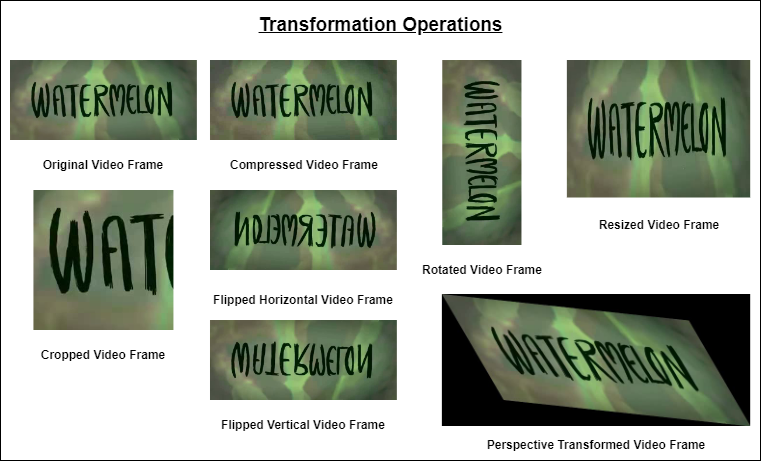 Transformation Operations
WATERMELON
WATERMELON
WATERMELON
WATERMELON
Original Video Frame
Compressed Video Frame
WAT
WATERMELON
Resized Video Frame
Rotated Video Frame
Flipped Horizontal Video Frame
WATERMELON
WATERMELON
Cropped Video Frame
Flipped Vertical Video Frame
Perspective Transformed Video Frame